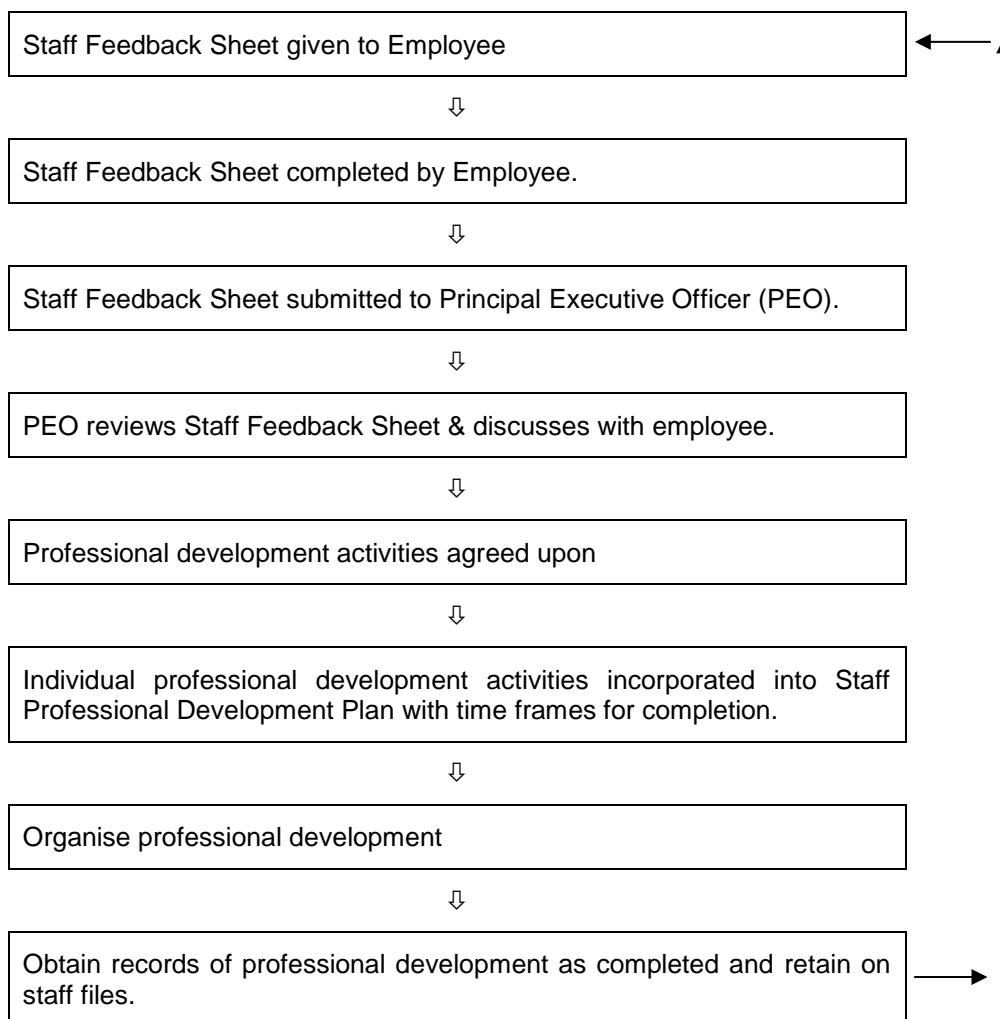 Staff Feedback Sheet given to Employee
Staff Feedback Sheet completed by Employee.
Staff Feedback Sheet submitted to Principal Executive Officer (PEO).
PEO reviews Staff Feedback Sheet & discusses with employee.
Professional development activities agreed upon
Individual professional development activities incorporated into Staff
Professional Development Plan with time frames for completion.
Organise professional development
Obtain records of professional development as completed and retain on
staff files.